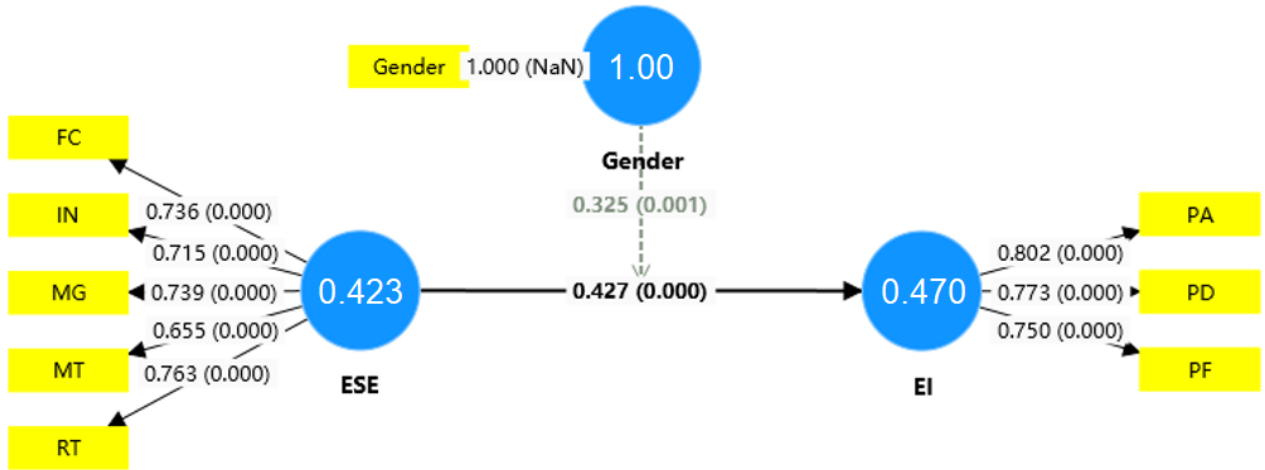 Gender 1.000 (NaN) 1.00
Gender
0.325 (0.001)
FC
0.736 (0.000)
IN
0.715 (0.000)
MG
0.739 (0.000)
0.655 (0.000)
MT
0.763 (0.000)
RT
0.423
ESE
0.427 (0.000)
0.470
EI
PA
0.802 (0.000)
0.773 (0.000)
PD
0.750 (0.000)
PF